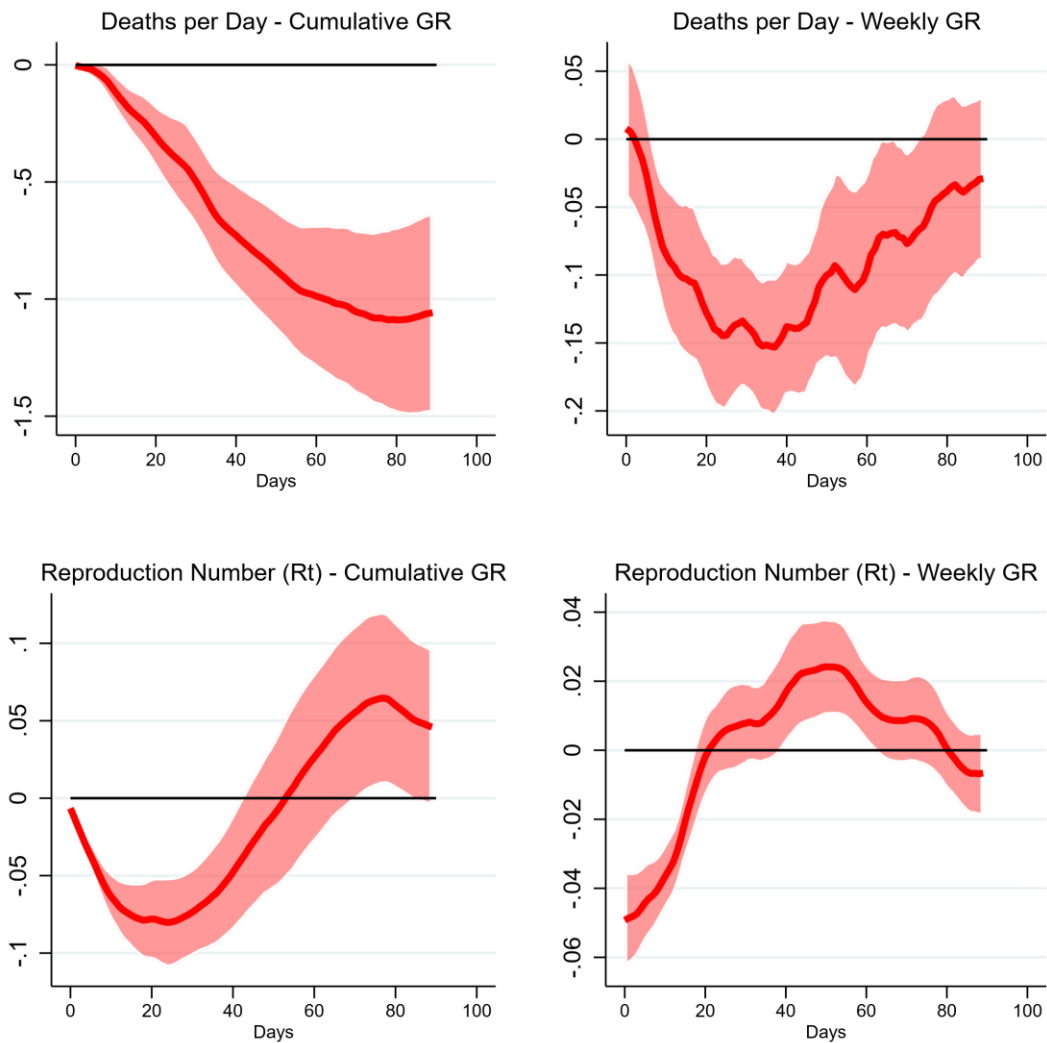 Deaths per Day - Cumulative GR
0
-.5
-1
-1.5
0 20 40 60 80 100
Days
Deaths per Day - Weekly GR
.05
0
-.05
-.1
-.15
-.2
0 20 40 60 80 100
Days
Reproduction Number (Rt) - Cumulative GR
.1
.05
0
-.05
-.1
0 20 40 60 80 100
Days
Reproduction Number (Rt) - Weekly GR
.04
.02
0
-.02
-.04
-.06
0 20 40 60 80 100
Days